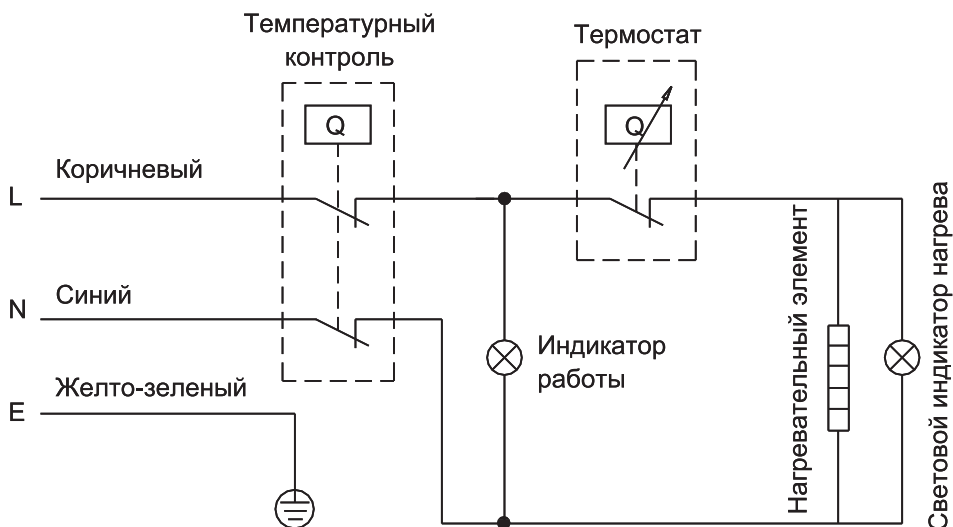 Температурный
контроль
Термостат
Q
Q
Коричневый
L
Синий
N
Индикатор
работы
Желто-зеленый
E
Нагревательный элемент
Световой индикатор нагрева